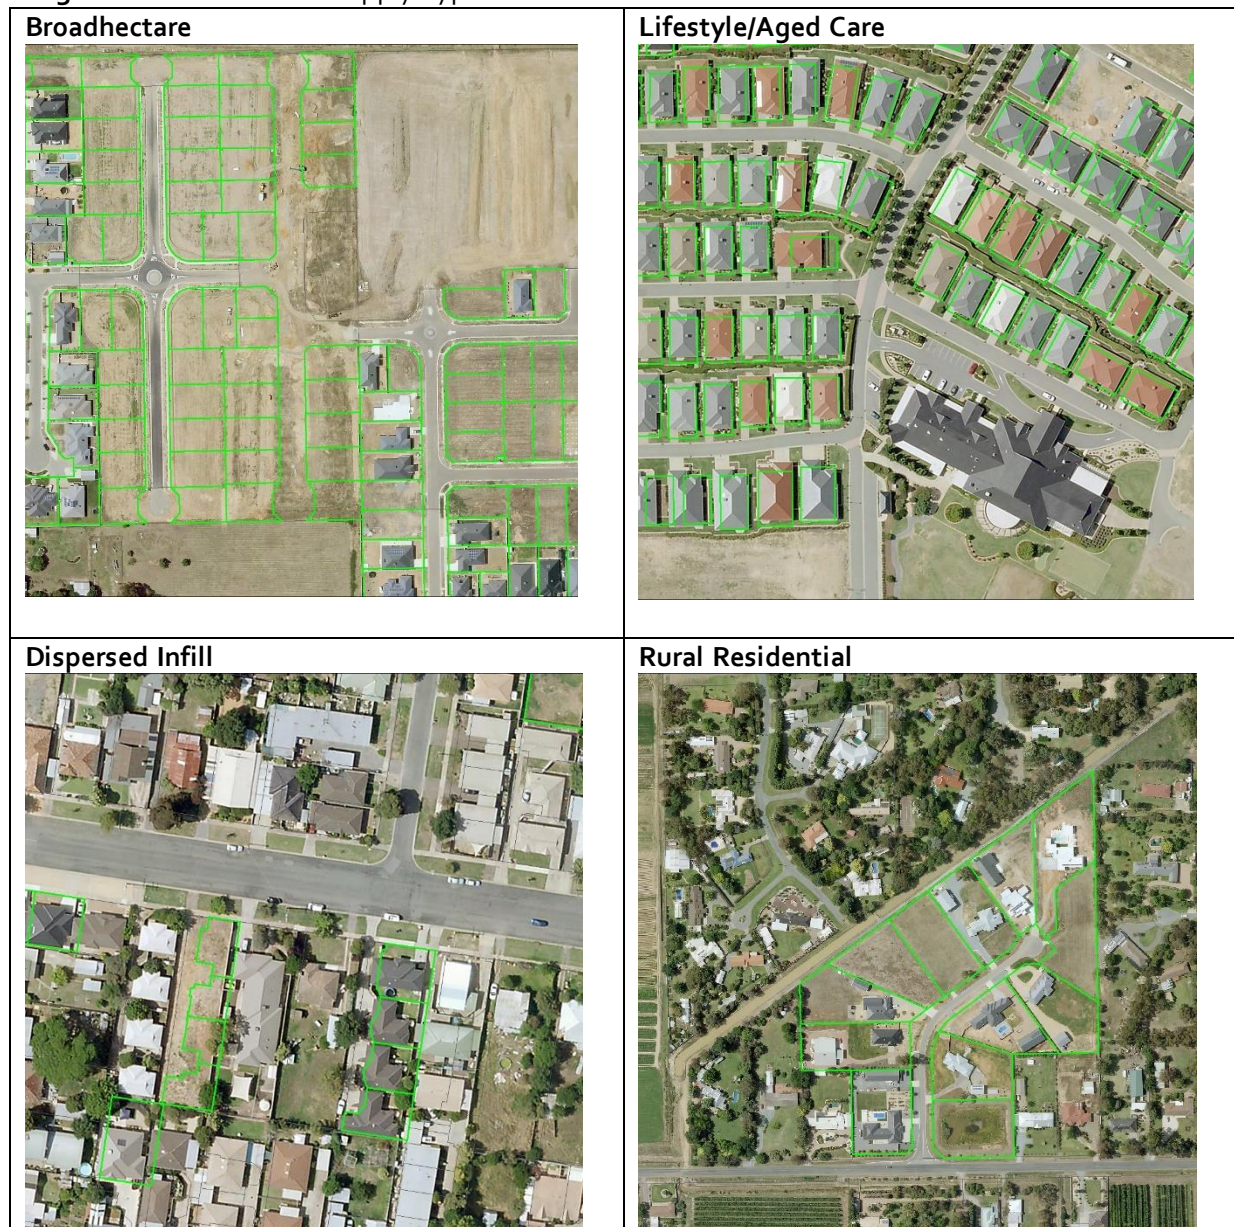 Broadhectare
Lifestyle/Aged Care
Dispersed Infill
Rural Residential